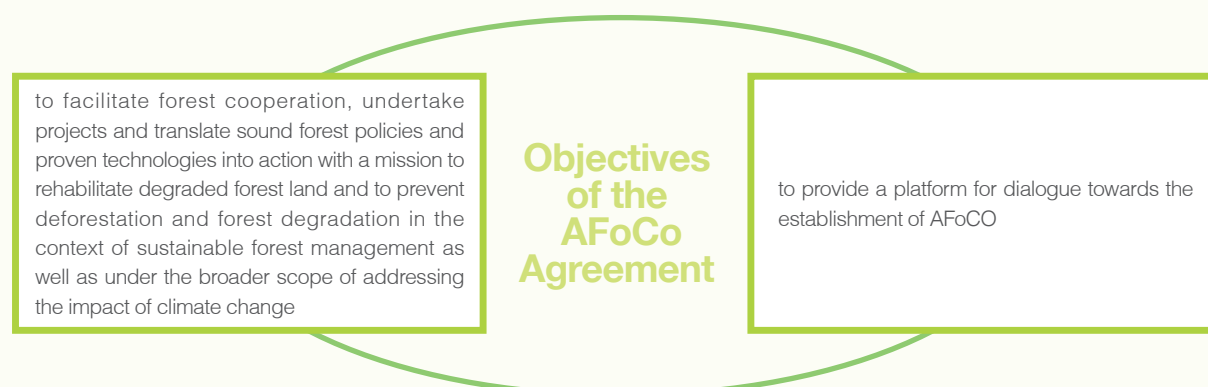 to facilitate forest cooperation, undertake
projects and translate sound forest policies and
proven technologies into action with a mission to
rehabilitate degraded forest land and to prevent
deforestation and forest degradation in the
context of sustainable forest management as
well as under the broader scope of addressing
the impact of climate change
Objectives
of the
AFoCo
Agreement
to provide a platform for dialogue towards the
establishment of AFoCO